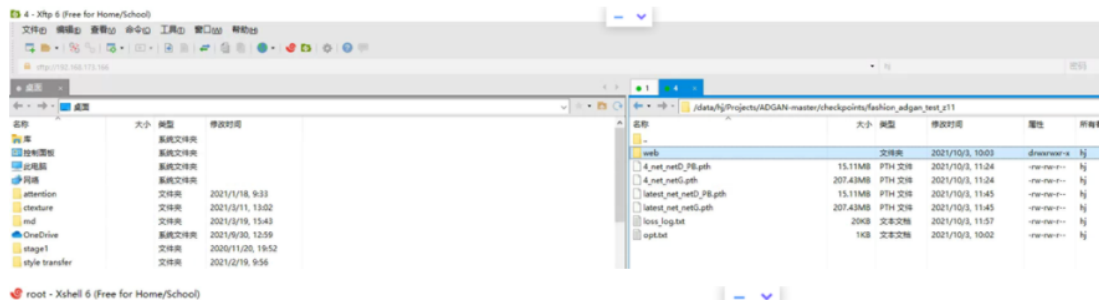 4 - Xftp 6 (Free for Home/School)
文件(F) 编辑(E) 查看(V) 命令(C) 工具(T) 窗口(W) 帮助(H)
sftp://192.168.173.166 hj 密码
桌面 1 4
桌面 /data/hj/Projects/ADGAN-master/checkpoints/fashion_adgan_test_z11
名称 大小 类型 修改时间 名称 大小 类型 修改时间 属性 所有者
库 系统文件夹 ..
控制面板 系统文件夹 web 文件夹 2021/10/3, 10:03 drwxrwxr-x hj
此电脑 系统文件夹 4_net_netD_PB.pth 15.11MB PTH 文件 2021/10/3, 11:24 -rw-rw-r-- hj
网络 系统文件夹 4_net_netG.pth 207.43MB PTH 文件 2021/10/3, 11:24 -rw-rw-r-- hj
attention 文件夹 2021/1/18, 9:33 latest_net_netD_PB.pth 15.11MB PTH 文件 2021/10/3, 11:45 -rw-rw-r-- hj
ctexture 文件夹 2021/3/11, 13:02 latest_net_netG.pth 207.43MB PTH 文件 2021/10/3, 11:45 -rw-rw-r-- hj
md 文件夹 2021/3/19, 15:43 loss_log.txt 20KB 文本文档 2021/10/3, 11:57 -rw-rw-r-- hj
OneDrive 系统文件夹 2021/9/30, 12:59 opt.txt 1KB 文本文档 2021/10/3, 10:02 -rw-rw-r-- hj
stage1 文件夹 2020/11/20, 19:52
style transfer 文件夹 2021/2/19, 9:56
root - Xshell 6 (Free for Home/School)